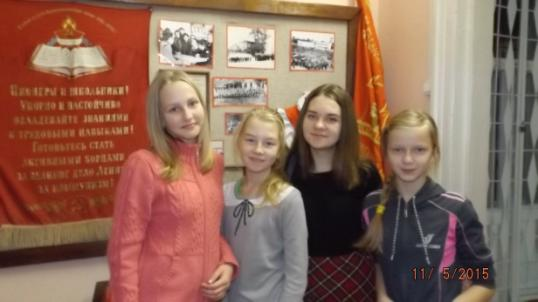 ПИОНЕРЫ И ШКОЛЬНИКИ!
УПОРНО И НАСТОЙЧИВО
ОВЛАДЕВАЙТЕ ЗНАНИЯМИ
И ТРУДОВЫМИ НАВЫКАМИ!
ГОТОВЬТЕСЬ СТАТЬ
АКТИВНЫМИ БОРЦАМИ
ЗА ВЕЛИКОЕ ДЕЛО ЛЕНИНА
ЗА КОММУНИЗМ!
11/ 5/2015